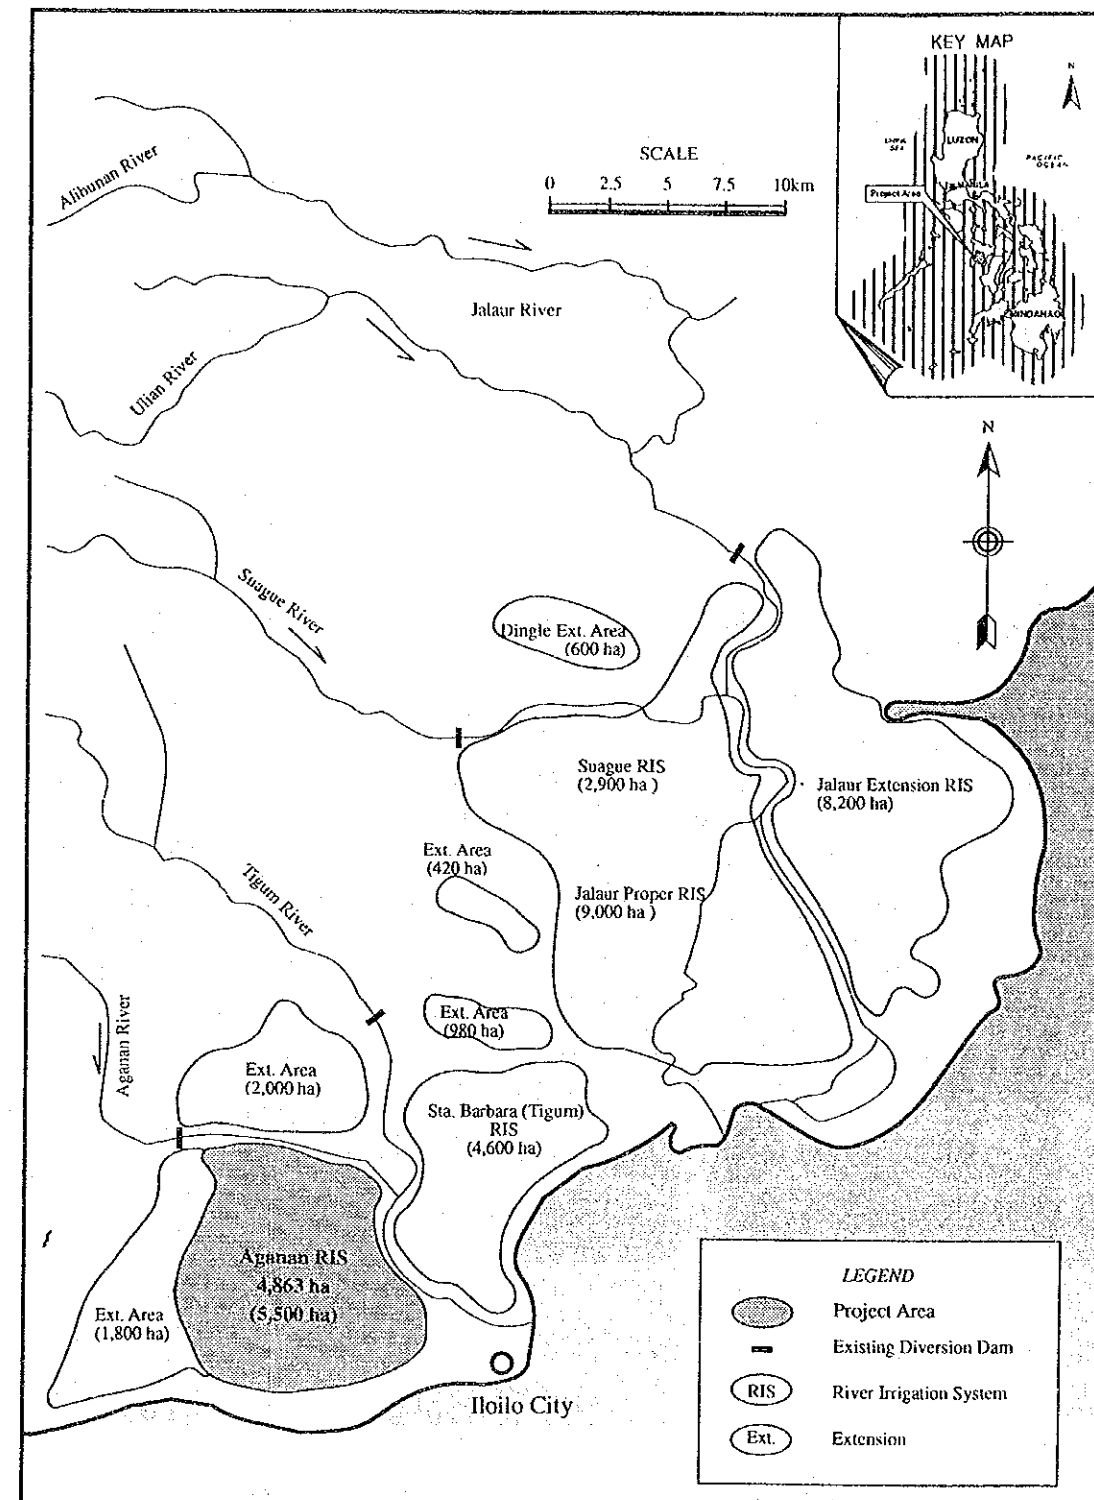 KEY MAP
N
LUZON
PACIFIC
OCEAN
MANILA
Project Area
MINDANAO
SCALE
0 2.5 5 7.5 10km
Alibunan River
Jalaur River
Ulian River
N
Suague River
Dingle Ext. Area
(600 ha)
Suague RIS
(2,900 ha )
Jalaur Extension RIS
(8,200 ha)
Ext. Area
(420 ha)
Jalaur Proper RIS
(9,000 ha )
Tigum River
Aganan River
Ext. Area
(980 ha)
Ext. Area
(2,000 ha)
Sta. Barbara (Tigum)
RIS
(4,600 ha)
Aganan RIS
4,863 ha
(5,500 ha)
Ext. Area
(1,800 ha)
Iloilo City
LEGEND
Project Area
Existing Diversion Dam
RIS River Irrigation System
Ext. Extension